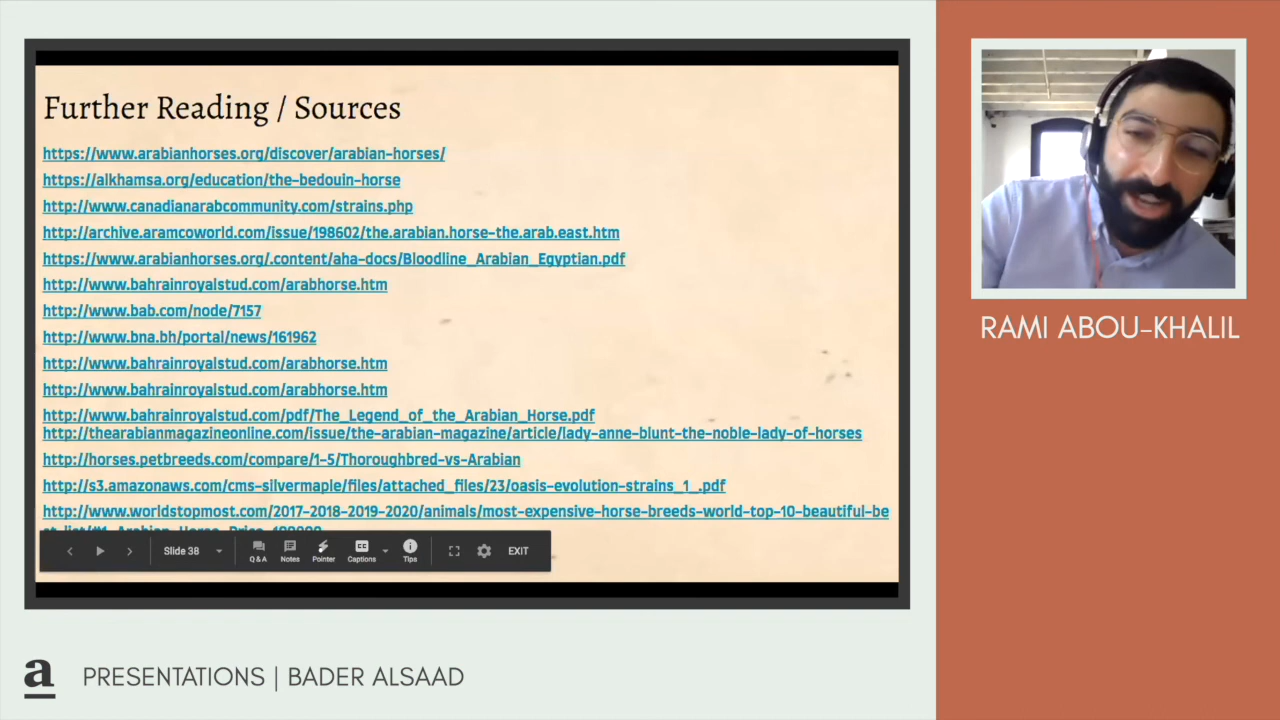 Further Reading / Sources
https://www.arabianhorses.org/discover/arabian-horses/
https://alkhamsa.org/education/the-bedouin-horse
http://www.canadianarabcommunity.com/strains.php
http://archive.aramcoworld.com/issue/198602/the.arabian.horse-the.arab.east.htm
https://www.arabianhorses.org/.content/aha-docs/Bloodline_Arabian_Egyptian.pdf
http://www.bahrainroyalstud.com/arabhorse.htm
http://www.bab.com/node/7157
http://www.bna.bh/portal/news/161962
http://www.bahrainroyalstud.com/arabhorse.htm
http://www.bahrainroyalstud.com/arabhorse.htm
http://www.bahrainroyalstud.com/pdf/The_Legend_of_the_Arabian_Horse.pdf
http://thearabianmagazineonline.com/issue/the-arabian-magazine/article/lady-anne-blunt-the-noble-lady-of-horses
http://horses.petbreeds.com/compare/1-5/Thoroughbred-vs-Arabian
http://s3.amazonaws.com/cms-silvermaple/files/attached_files/23/oasis-evolution-strains_1_.pdf
http://www.worldstopmost.com/2017-2018-2019-2020/animals/most-expensive-horse-breeds-world-top-10-beautiful-be
Slide 38
Q & A
Notes
Pointer
CC
Captions
Tips
EXIT
RAMI ABOU-KHALIL
a
PRESENTATIONS | BADER ALSAAD